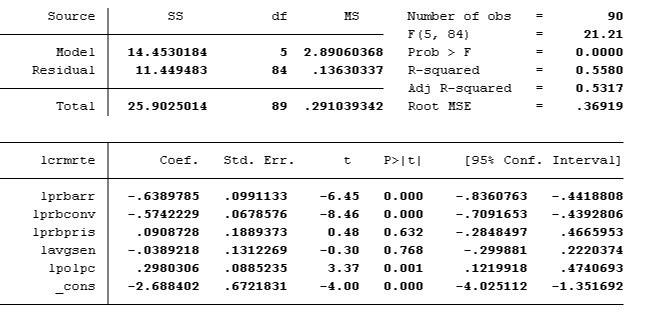 Source SS df MS Number of obs = 90
F(5, 84) = 21.21
Model 14.4530184 5 2.89060368 Prob > F = 0.0000
Residual 11.449483 84 .13630337 R-squared = 0.5580
Adj R-squared = 0.5317
Total 25.9025014 89 .291039342 Root MSE = .36919
lcrmrte Coef. Std. Err. t P>|t| [95% Conf. Interval]
lprbarr -.6389785 .0991133 -6.45 0.000 -.8360763 -.4418808
lprbconv -.5742229 .0678576 -8.46 0.000 -.7091653 -.4392806
lprbpris .0908728 .1889373 0.48 0.632 -.2848497 .4665953
lavgsen -.0389218 .1312269 -0.30 0.768 -.299881 .2220374
lpolpc .2980306 .0885235 3.37 0.001 .1219918 .4740693
_cons -2.688402 .6721831 -4.00 0.000 -4.025112 -1.351692